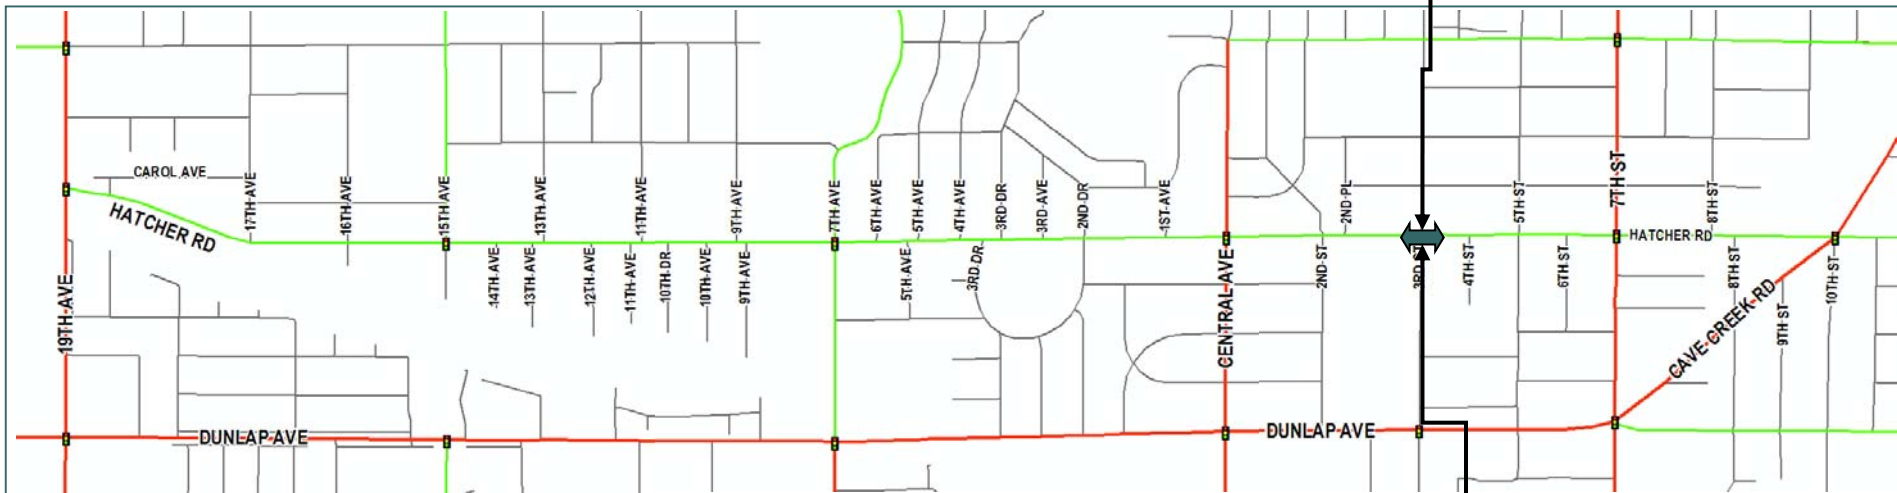 CAROL AVE
17TH AVE
16TH AVE
15TH AVE
13TH AVE
11TH AVE
9TH AVE
7TH AVE
6TH AVE
5TH AVE
4TH AVE
3RD DR
3RD AVE
2ND DR
1ST AVE
2ND PL
5TH ST
7TH ST
8TH ST
HATCHER RD
HATCHER RD
19TH AVE
14TH AVE
13TH AVE
12TH AVE
11TH AVE
10TH DR
10TH AVE
9TH AVE
5TH AVE
3RD DR
CENTRAL AVE
2ND ST
3RD ST
4TH ST
6TH ST
8TH ST
9TH ST
10TH ST
CAVE CREEK RD
DUNLAP AVE
DUNLAP AVE